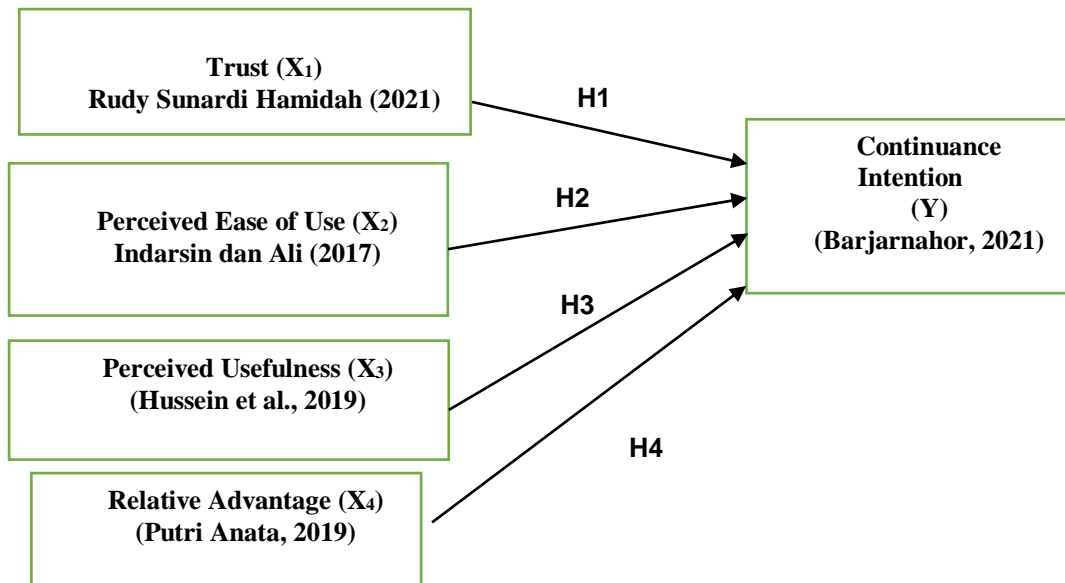 Trust (X₁)
Rudy Sunardi Hamidah (2021)
H1
Continuance
Intention
(Y)
(Barjarnahor, 2021)
Perceived Ease of Use (X₂)
Indarsin dan Ali (2017)
H2
Perceived Usefulness (X₃)
(Hussein et al., 2019)
H3
Relative Advantage (X₄)
(Putri Anata, 2019)
H4